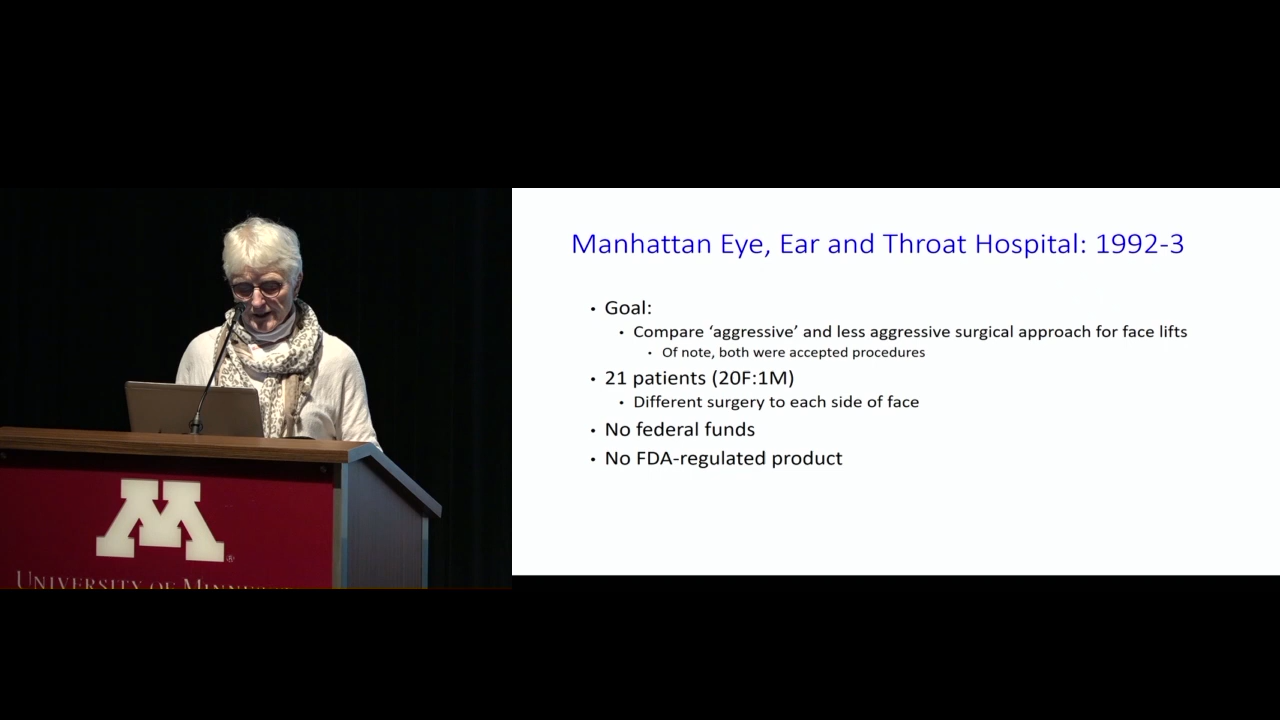 Manhattan Eye, Ear and Throat Hospital: 1992-3
• Goal:
• Compare ‘aggressive’ and less aggressive surgical approach for face lifts
• Of note, both were accepted procedures
• 21 patients (20F:1M)
• Different surgery to each side of face
• No federal funds
• No FDA-regulated product
M
UNIVERSITY OF